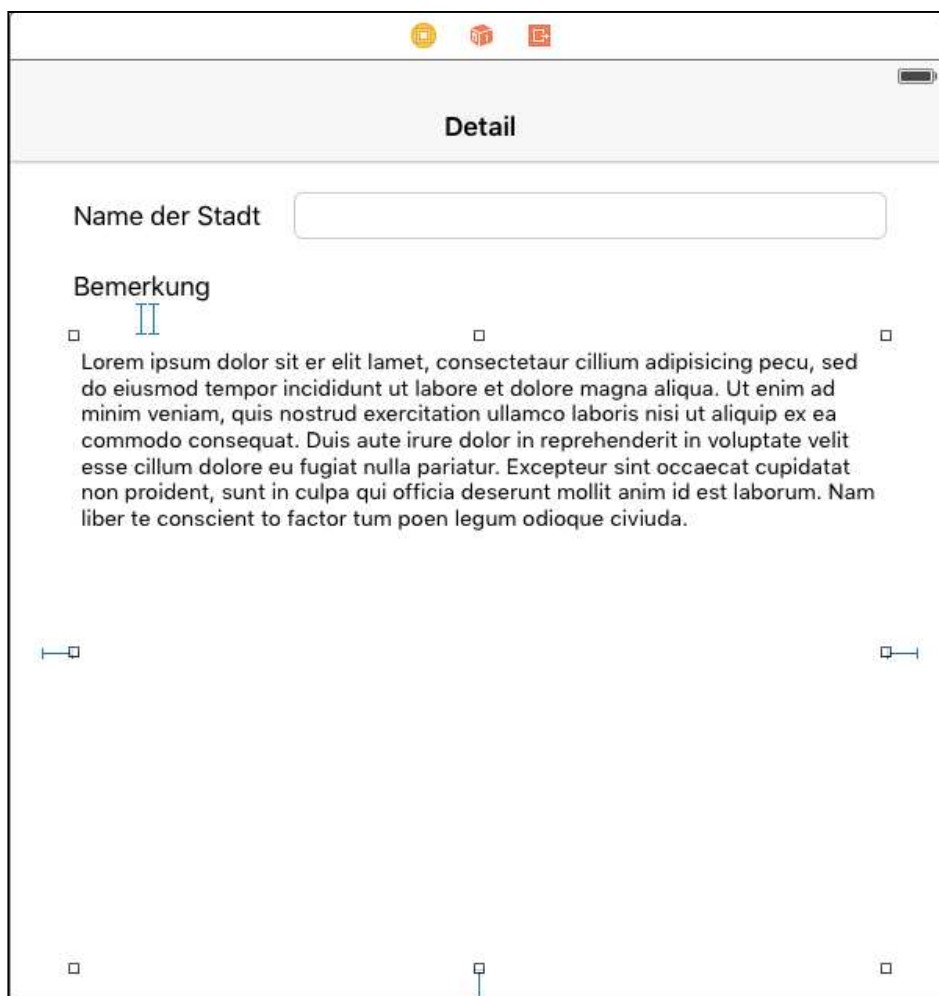 Detail
Name der Stadt
Bemerkung
Lorem ipsum dolor sit er elit lamet, consectetaur cillium adipisicing pecu, sed
do eiusmod tempor incididunt ut labore et dolore magna aliqua. Ut enim ad
minim veniam, quis nostrud exercitation ullamco laboris nisi ut aliquip ex ea
commodo consequat. Duis aute irure dolor in reprehenderit in voluptate velit
esse cillum dolore eu fugiat nulla pariatur. Excepteur sint occaecat cupidatat
non proident, sunt in culpa qui officia deserunt mollit anim id est laborum. Nam
liber te conscient to factor tum poen legum odioque civiuda.